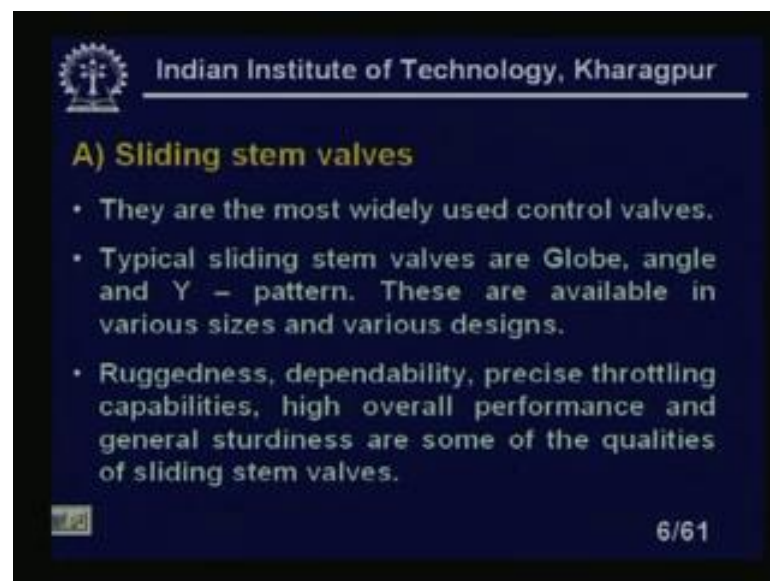 Indian Institute of Technology, Kharagpur
A) Sliding stem valves
• They are the most widely used control valves.
• Typical sliding stem valves are Globe, angle
and Y – pattern. These are available in
various sizes and various designs.
• Ruggedness, dependability, precise throttling
capabilities, high overall performance and
general sturdiness are some of the qualities
of sliding stem valves.
6/61